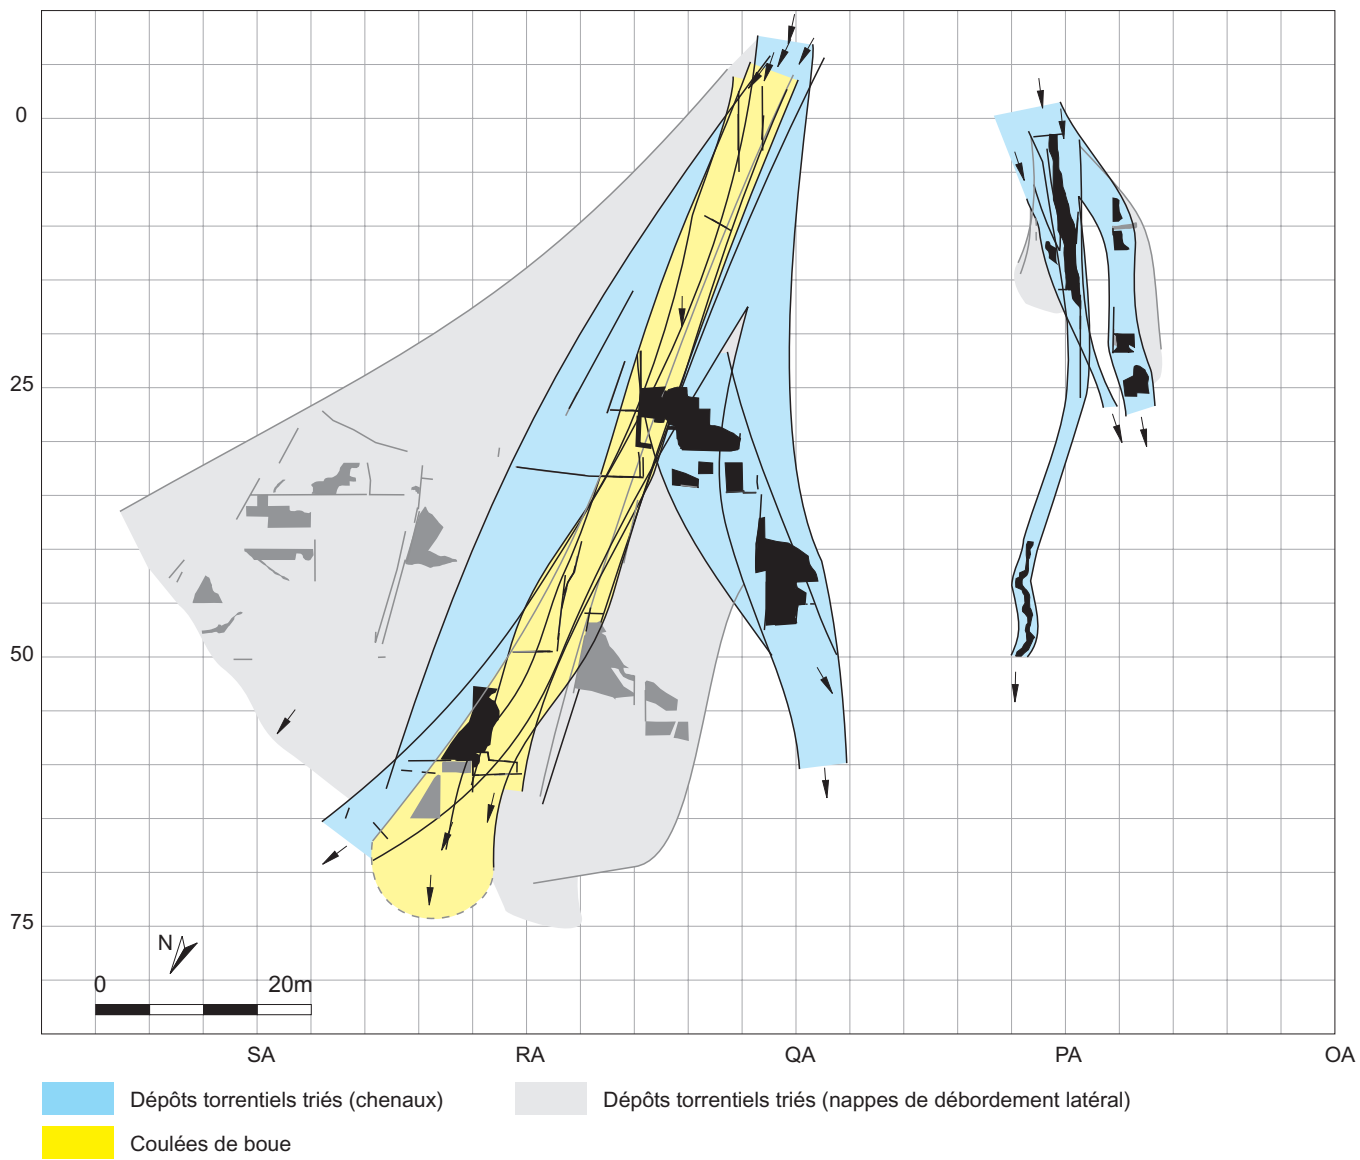 0
25
50
75
N
0 20m
SA RA QA PA OA
Dépôts torrentiels triés (chenaux) Dépôts torrentiels triés (nappes de débordement latéral)
Coulées de boue